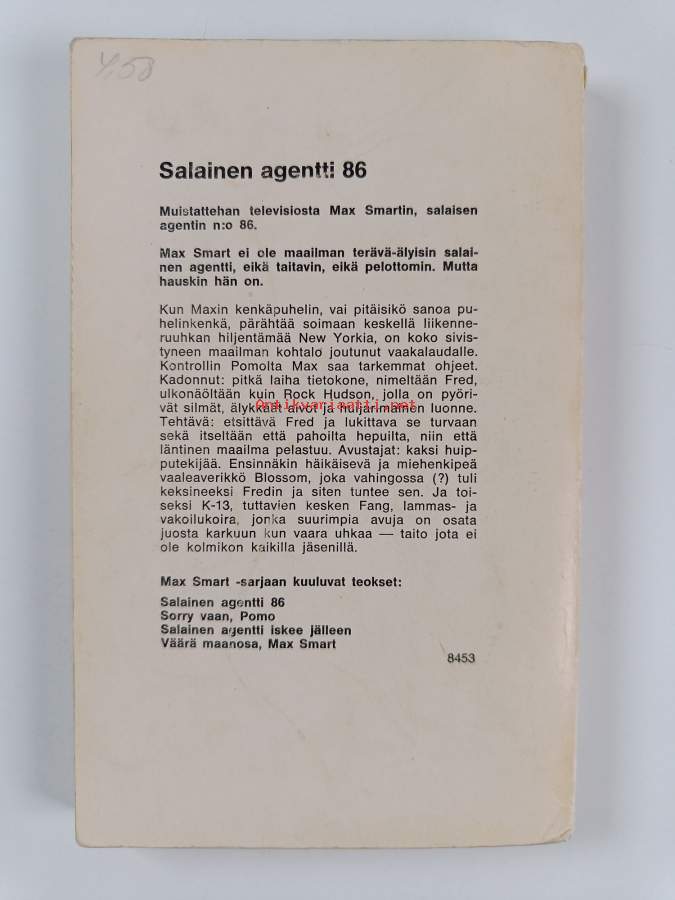 4,50
Salainen agentti 86
Muistattehan televisiosta Max Smartin, salaisen
agentin n:o 86.
Max Smart ei ole maailman terävä-älyisin salai-
nen agentti, eikä taitavin, eikä pelottomin. Mutta
hauskin hän on.
Kun Maxin kenkäpuhelin, vai pitäisikö sanoa pu-
helinkenkä, pärähtää soimaan keskellä liikenne-
ruuhkan hiljentämää New Yorkia, on koko sivis-
tyneen maailman kohtalo joutunut vaakalaudalle.
Kontrollin Pomolta Max saa tarkemmat ohjeet.
Kadonnut: pitkä laiha tietokone, nimeltään Fred,
ulkonäöltään kuin Rock Hudson, jolla on pyöri-
vät silmät, älykkäät aivot ja huijarimainen luonne.
Antikvariaatti.net
Tehtävä: etsittävä Fred ja lukittava se turvaan
sekä itseltään että pahoilta hepuilta, niin että
läntinen maailma pelastuu. Avustajat: kaksi huip-
putekijää. Ensinnäkin häikäisevä ja miehenkipeä
vaaleaverikkö Blossom, joka vahingossa (?) tuli
keksineeksi Fredin ja siten tuntee sen. Ja toi-
seksi K-13, tuttavien kesken Fang, lammas- ja
vakoilukoira, jonka suurimpia avuja on osata
juosta karkuun kun vaara uhkaa — taito jota ei
ole kolmikon kaikilla jäsenillä.
Max Smart -sarjaan kuuluvat teokset:
Salainen agentti 86
Sorry vaan, Pomo
Salainen agentti iskee jälleen
Väärä maanosa, Max Smart
8453